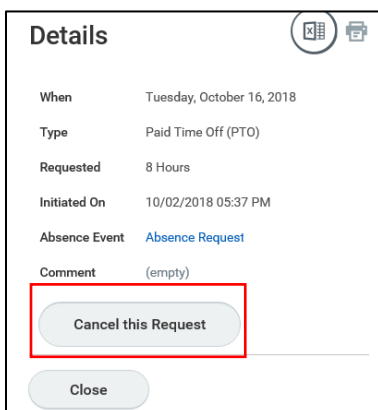 Details
When Tuesday, October 16, 2018
Type Paid Time Off (PTO)
Requested 8 Hours
Initiated On 10/02/2018 05:37 PM
Absence Event Absence Request
Comment (empty)
Cancel this Request
Close